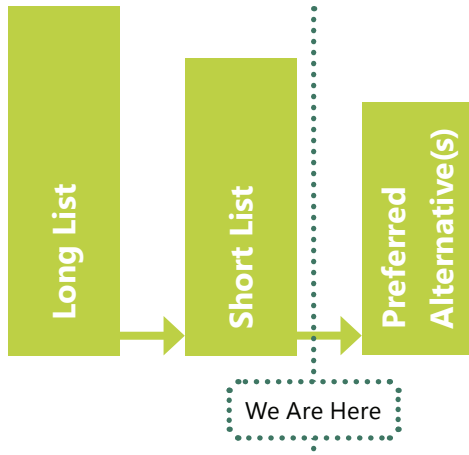 Long List
Short List
Preferred
Alternative(s)
We Are Here